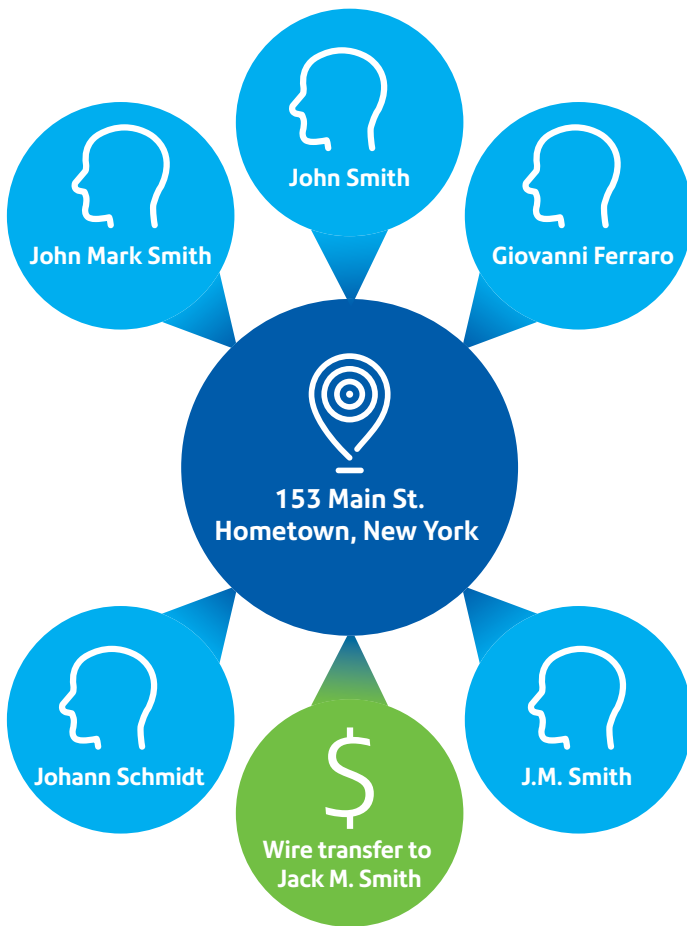 John Smith
John Mark Smith
Giovanni Ferraro
153 Main St.
Hometown, New York
Johann Schmidt
J.M. Smith
$
Wire transfer to
Jack M. Smith